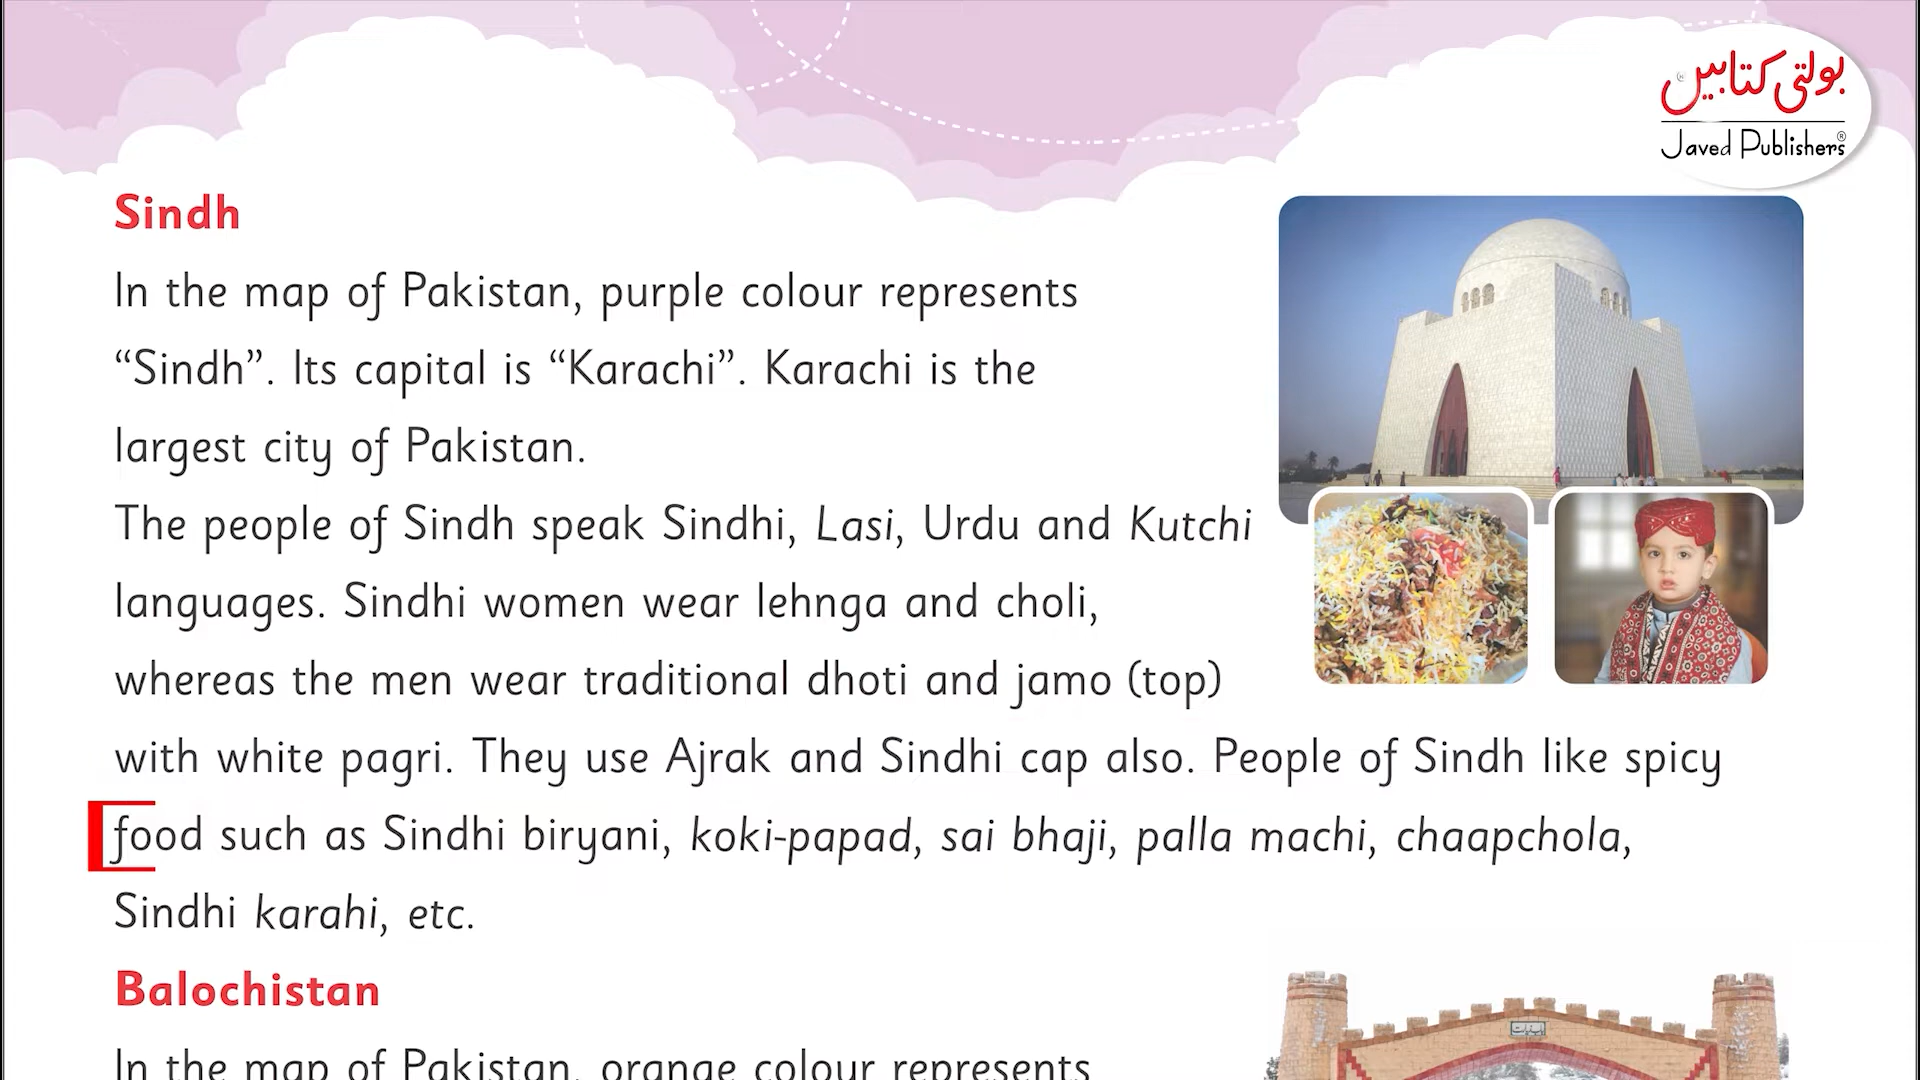 بولتی کتابیں
Javed Publishers®
Sindh
In the map of Pakistan, purple colour represents
“Sindh”. Its capital is “Karachi”. Karachi is the
largest city of Pakistan.
The people of Sindh speak Sindhi, Lasi, Urdu and Kutchi
languages. Sindhi women wear lehnga and choli,
whereas the men wear traditional dhoti and jamo (top)
with white pagri. They use Ajrak and Sindhi cap also. People of Sindh like spicy
food such as Sindhi biryani, koki-papad, sai bhaji, palla machi, chaapchola,
Sindhi karahi, etc.
Balochistan
In the map of Pakistan, orange colour represents